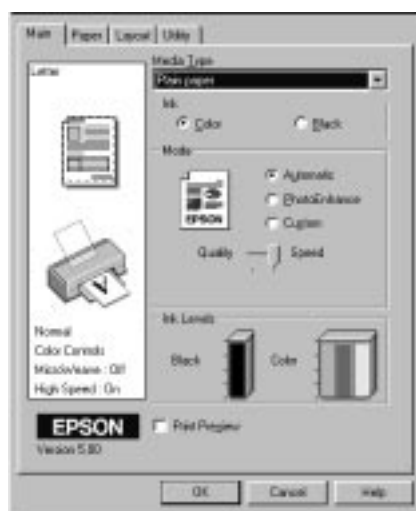 Main Paper Layout Utility
Letter
Media Type
Plain paper
Ink
Color Black
Mode
EPSON
Automatic
PhotoEnhance
Custom
Quality Speed
Normal
Color Controls
MicroWeave : Off
High Speed : On
Ink Levels
Black Color
EPSON
Version 5.00
Print Preview
OK Cancel Help